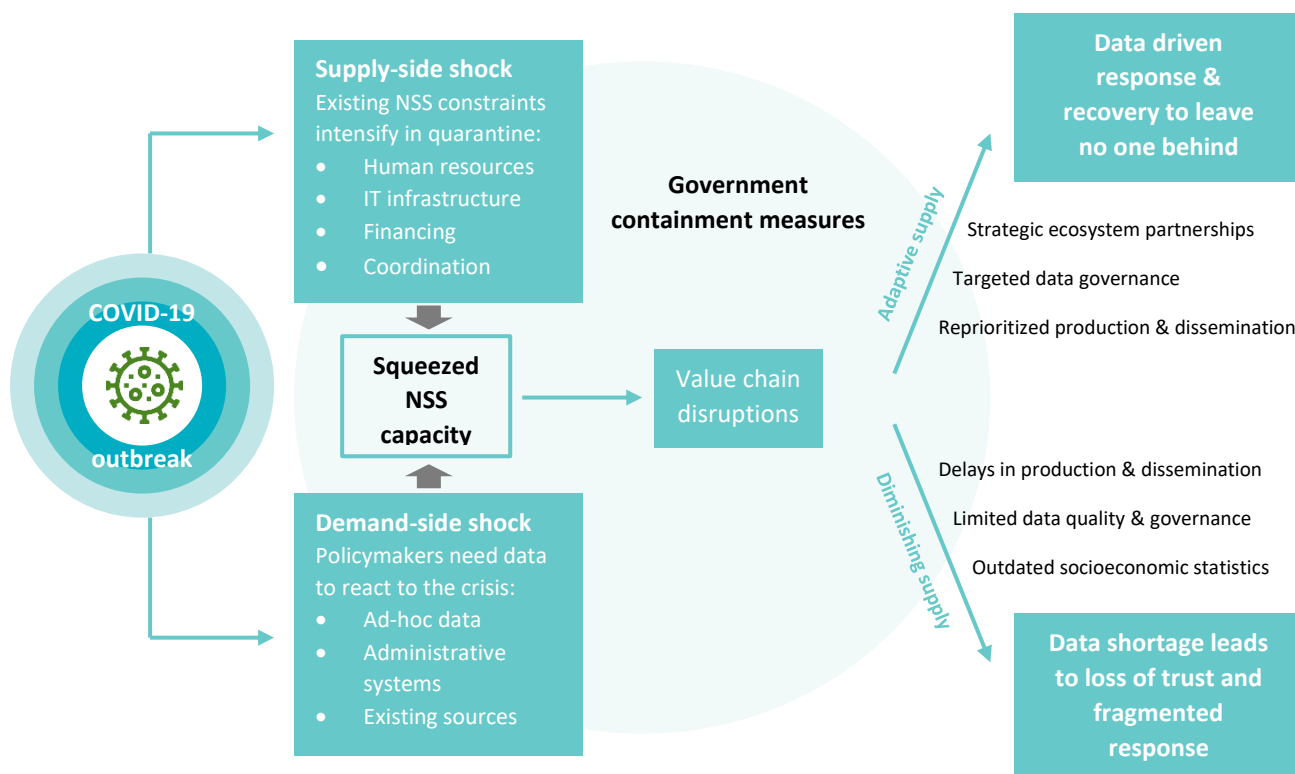 COVID-19
outbreak
Supply-side shock
Existing NSS constraints
intensify in quarantine:
• Human resources
• IT infrastructure
• Financing
• Coordination
Squeezed
NSS
capacity
Demand-side shock
Policymakers need data
to react to the crisis:
• Ad-hoc data
• Administrative
systems
• Existing sources
Government
containment measures
Value chain
disruptions
Adaptive supply
Data driven
response &
recovery to leave
no one behind
Strategic ecosystem partnerships
Targeted data governance
Reprioritized production & dissemination
Diminishing supply
Delays in production & dissemination
Limited data quality & governance
Outdated socioeconomic statistics
Data shortage leads
to loss of trust and
fragmented
response